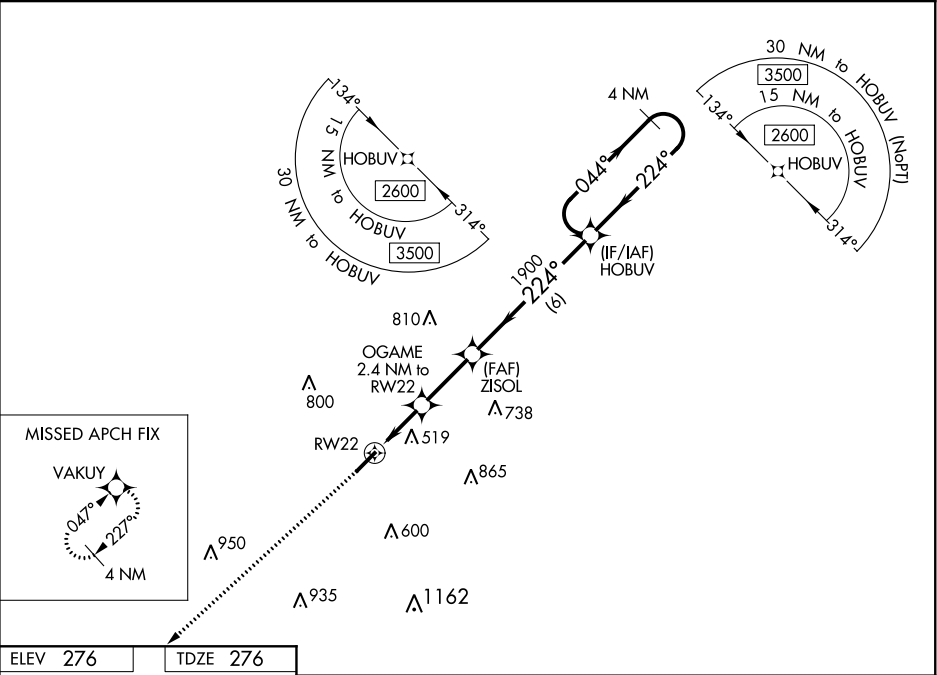 30 NM to HOBUV (NoPT)
3500
15 NM to HOBUV
134°
2600
HOBUV
314°
4 NM
134°
15 NM to HOBUV
HOBUV
2600
314°
30 NM to HOBUV
3500
044°
224°
(IF/IAF)
HOBUV
1900
224°
(6)
810
OGAME
2.4 NM to
RW22
(FAF)
ZISOL
800
738
519
RW22
865
600
950
935
1162
MISSED APCH FIX
VAKUY
047°
227°
4 NM
ELEV 276
TDZE 276